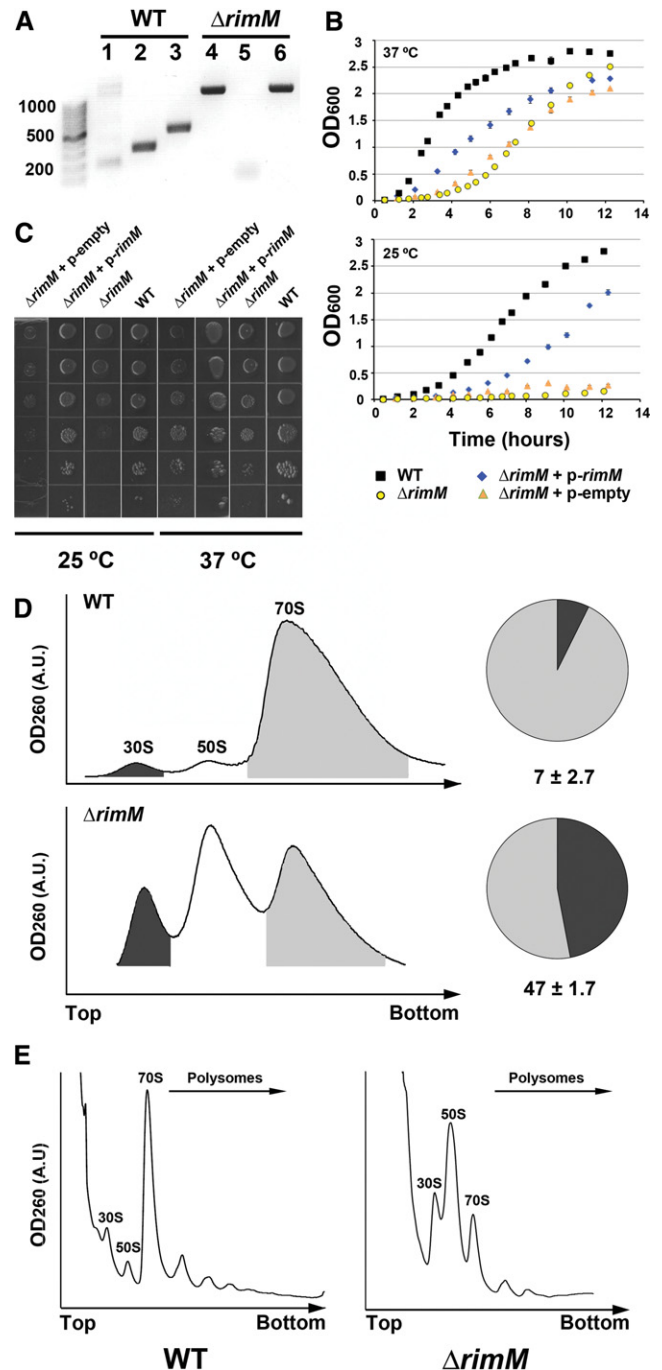 A
WT
ΔrimM
1 2 3 4 5 6
1000
500
200
B
37 ºC
OD600
3
2.5
2
1.5
1
0.5
0
0 2 4 6 8 10 12 14
25 ºC
OD600
3
2.5
2
1.5
1
0.5
0
0 2 4 6 8 10 12 14
Time (hours)
WT
ΔrimM + p-rimM
ΔrimM
ΔrimM + p-empty
C
ΔrimM + p-empty
ΔrimM + p-rimM
ΔrimM
WT
ΔrimM + p-empty
ΔrimM + p-rimM
ΔrimM
WT
25 ºC
37 ºC
D
WT
OD260 (A.U.)
30S
50S
70S
7 ± 2.7
ΔrimM
OD260 (A.U.)
Top
Bottom
47 ± 1.7
E
OD260 (A.U)
30S
50S
70S
Polysomes
Top
Bottom
WT
30S
50S
70S
Polysomes
Top
Bottom
ΔrimM